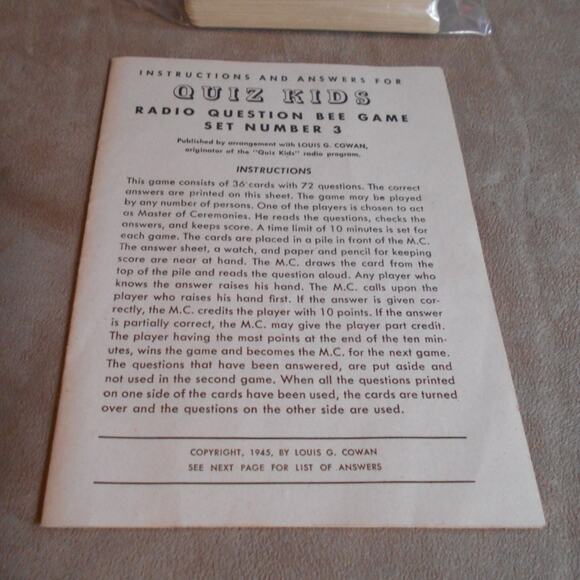 INSTRUCTIONS AND ANSWERS FOR
QUIZ KIDS
RADIO QUESTION BEE GAME
SET NUMBER 3
Published by arrangement with LOUIS G. COWAN,
originator of the "Quiz Kids" radio program.
INSTRUCTIONS
This game consists of 36 cards with 72 questions. The correct
answers are printed on this sheet. The game may be played
by any number of persons. One of the players is chosen to act
as Master of Ceremonies. He reads the questions, checks the
answers, and keeps score. A time limit of 10 minutes is set for
each game. The cards are placed in a pile in front of the M.C.
The answer sheet, a watch, and paper and pencil for keeping
score are near at hand. The M.C. draws the card from the
top of the pile and reads the question aloud. Any player who
knows the answer raises his hand. The M.C. calls upon the
player who raises his hand first. If the answer is given cor-
rectly, the M.C. credits the player with 10 points. If the answer
is partially correct, the M.C. may give the player part credit.
The player having the most points at the end of the ten min-
utes, wins the game and becomes the M.C. for the next game.
The questions that have been answered, are put aside and
not used in the second game. When all the questions printed
on one side of the cards have been used, the cards are turned
over and the questions on the other side are used.
COPYRIGHT, 1945, BY LOUIS G. COWAN
SEE NEXT PAGE FOR LIST OF ANSWERS